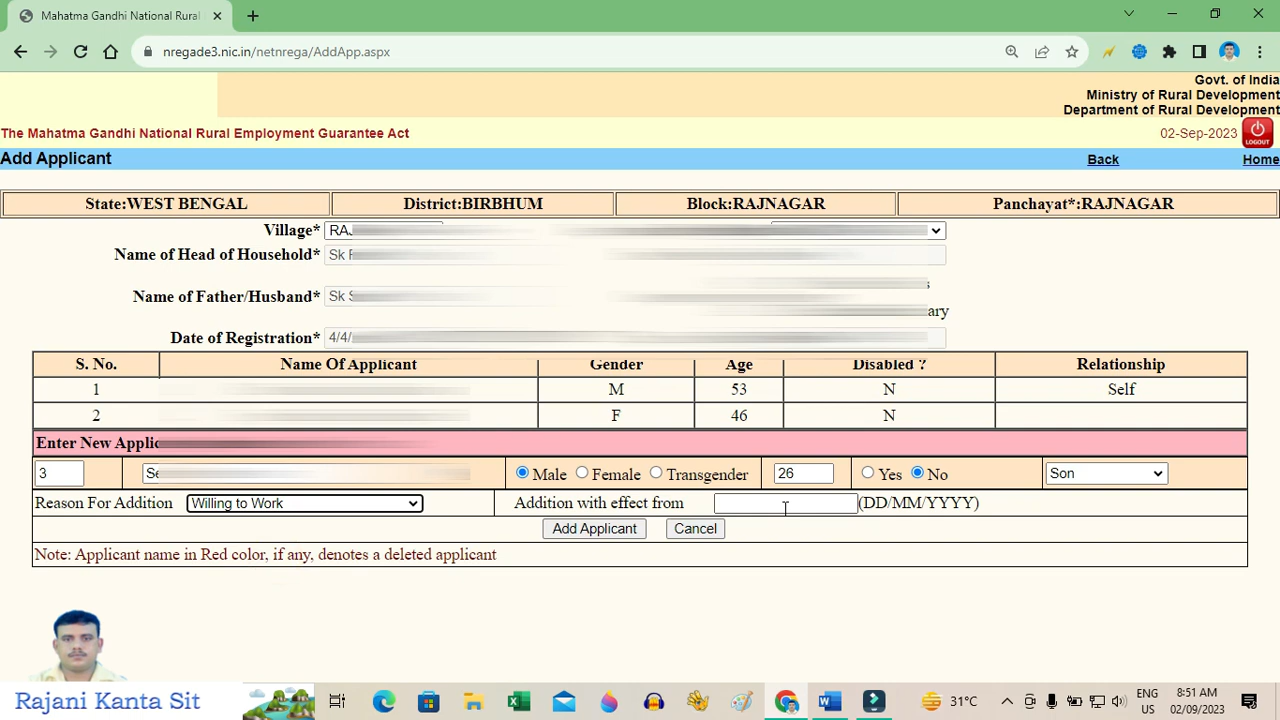 Mahatma Gandhi National Rural
nregade3.nic.in/netnrega/AddApp.aspx
Govt. of India
Ministry of Rural Development
Department of Rural Development
The Mahatma Gandhi National Rural Employment Guarantee Act 02-Sep-2023 LOGOUT
Add Applicant Back Home
State:WEST BENGAL District:BIRBHUM Block:RAJNAGAR Panchayat*:RAJNAGAR
Village*
Name of Head of Household* Sk
Name of Father/Husband* Sk
Date of Registration* 4/4/
S. No. Name Of Applicant Gender Age Disabled ? Relationship
1 M 53 N Self
2 F 46 N
Enter New
3 Male Female Transgender 26 Yes No Son
Reason For Addition Willing to Work Addition with effect from (DD/MM/YYYY)
Add Applicant Cancel
Note: Applicant name in Red color, if any, denotes a deleted applicant
Rajani Kanta Sit
31°C ENG US 8:51 AM 02/09/2023